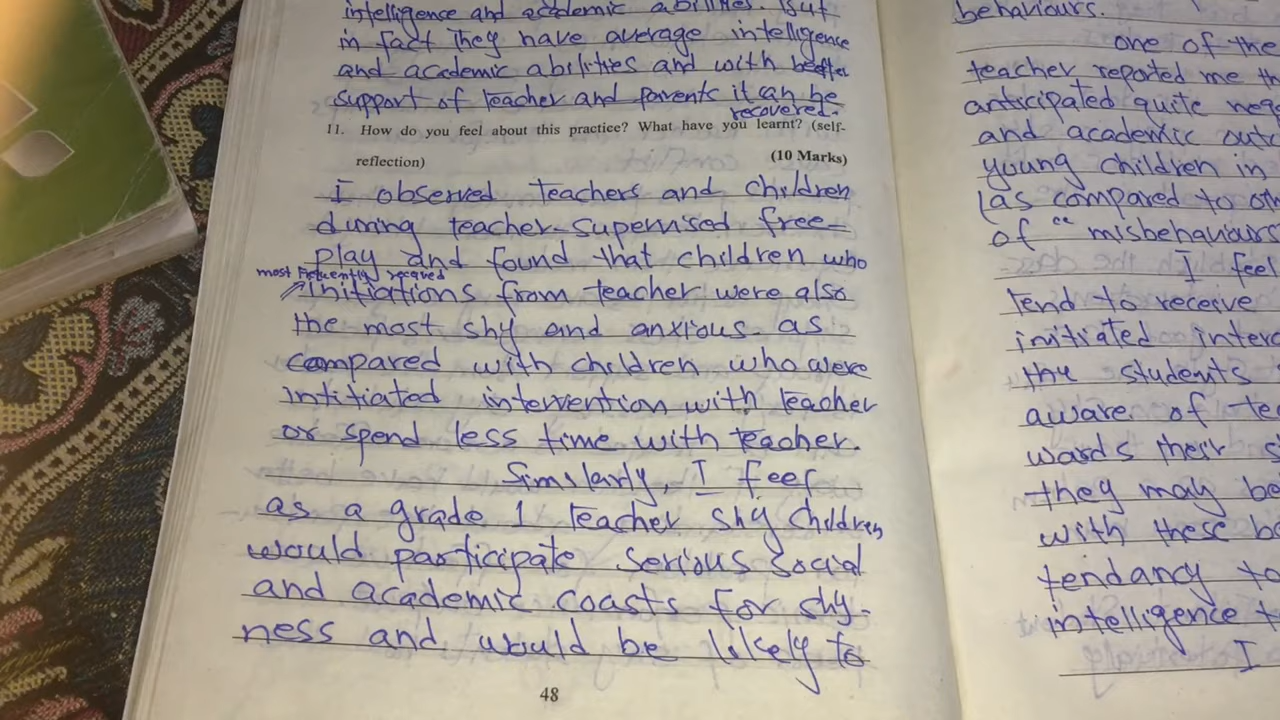 intelligence and academic abilities. But
in fact They have average intelligence
and academic abilities and with better
support of teacher and parents it can be
recovered.
11. How do you feel about this practice? What have you learnt? (self-
reflection) (10 Marks)
I observed teachers and children
during teacher-supervised free-
play and found that children who
most frequently received
initiations from teacher were also
the most shy and anxious. as
compared with children who were
intitiated intervention with teacher
or spend less time with teacher.
Similarly, I feel
as a grade 1 teacher shy children
would participate serious social
and academic coasts for shy-
ness and would be likely to
48
behaviours.
one of the
teacher reported me
anticipated quite
and academic
young children in
(as compared to
of "misbehaviours
I feel
tend to receive
initiated
the students
aware of
wards their
they may be
with these
tendancy to
intelligence
I